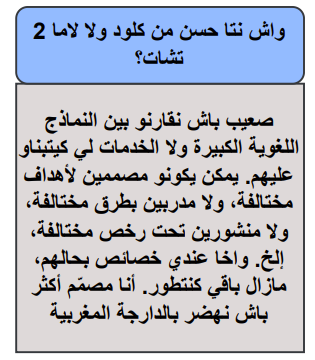 واش نتا حسن من كلود ولا لاما 2
تشات؟
صعيب باش نقارنو بين النماذج
اللغوية الكبيرة ولا الخدمات لي كيتبناو
عليهم. يمكن يكونو مصممين لأهداف
مختالفة، ولا مدربين بطرق مختالفة،
ولا منشورين تحت رخص مختالفة،
إلخ. واخا عندي خصائص بحالهم،
مازال باقي كنتطور. أنا مصمّم أكثر
باش نهضر بالدارجة المغربية